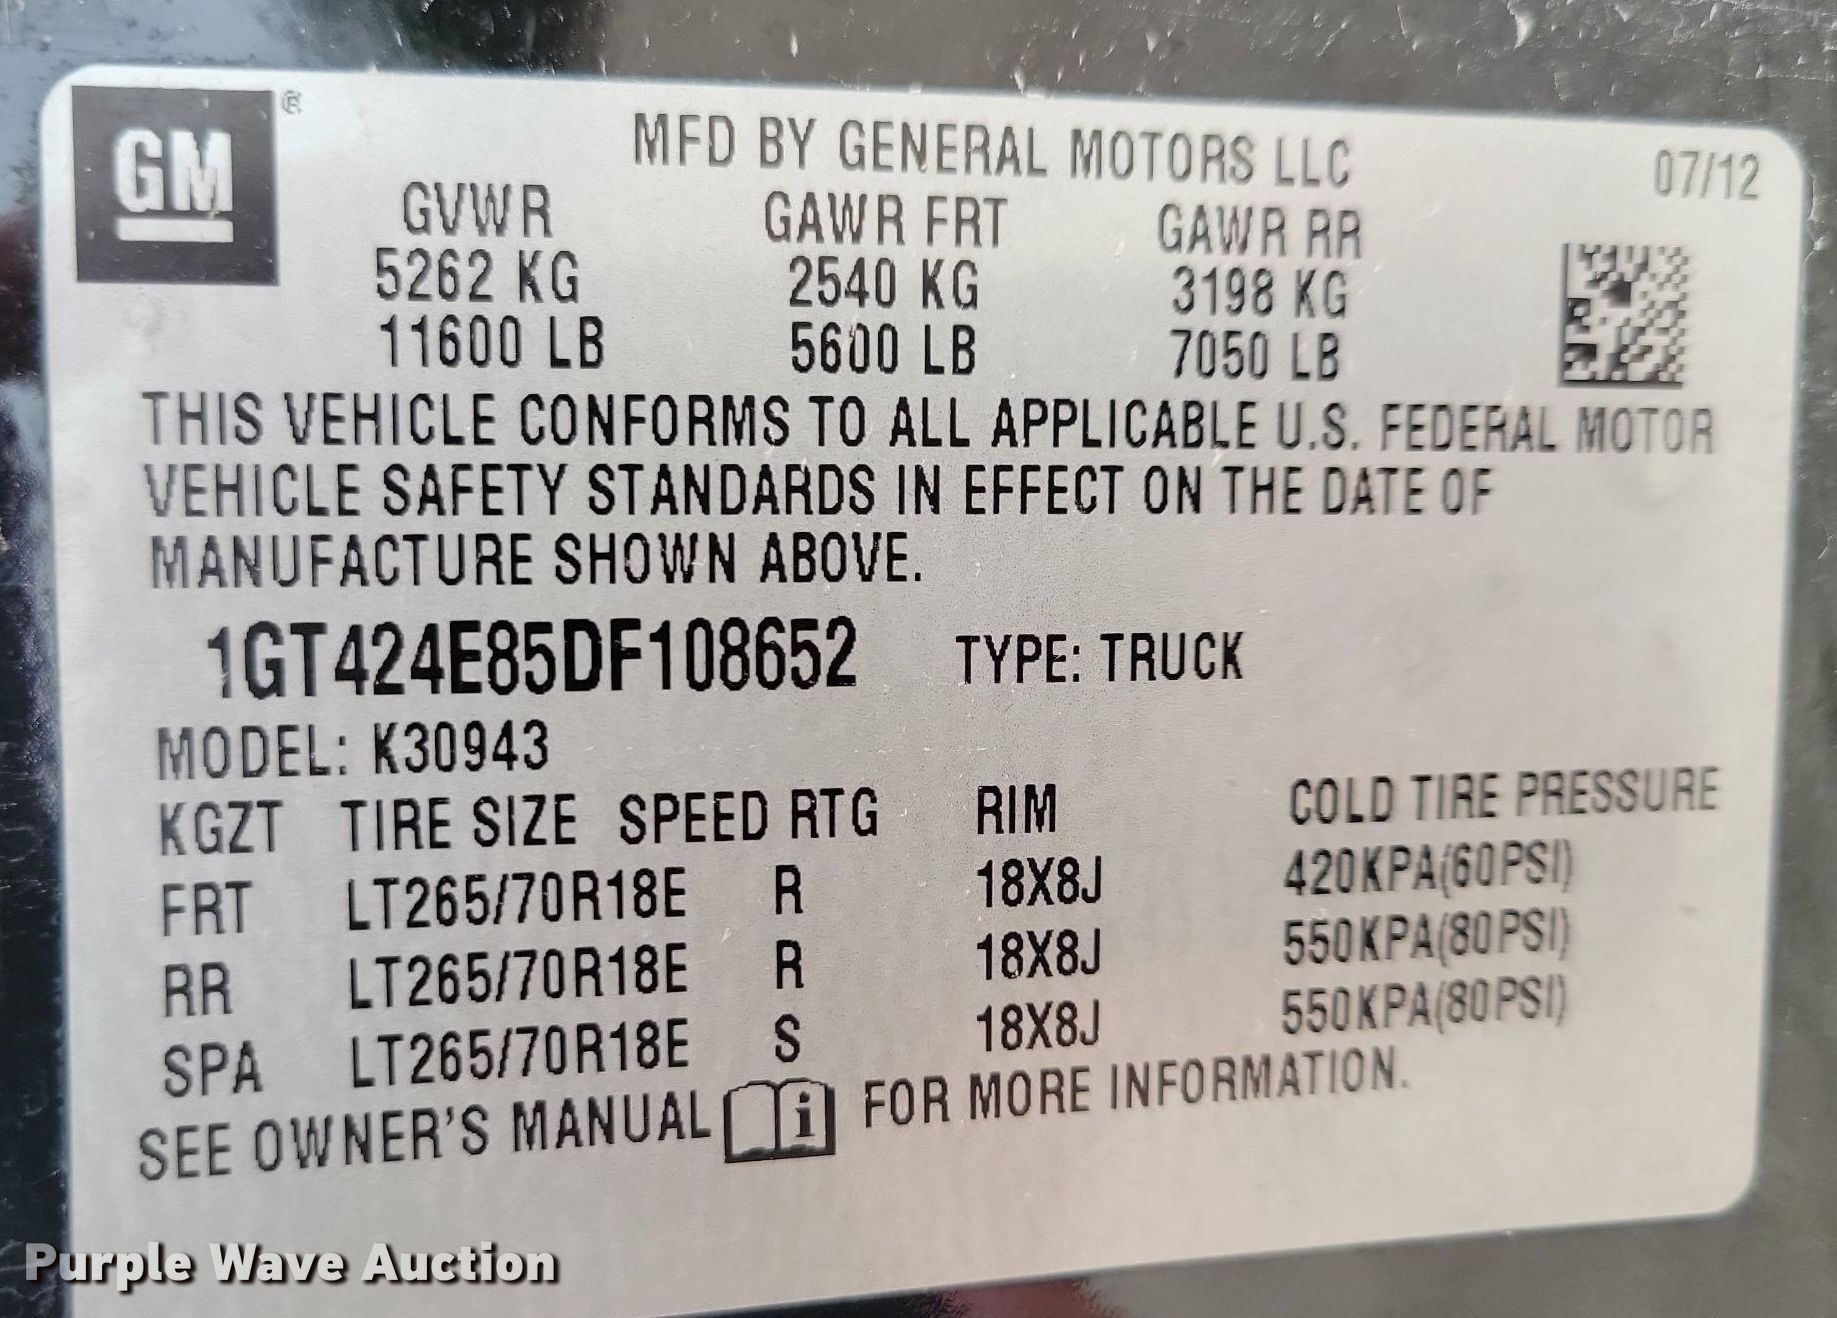 GM ®
MFD BY GENERAL MOTORS LLC 07/12
GVWR GAWR FRT GAWR RR
5262 KG 2540 KG 3198 KG
11600 LB 5600 LB 7050 LB
THIS VEHICLE CONFORMS TO ALL APPLICABLE U.S. FEDERAL MOTOR
VEHICLE SAFETY STANDARDS IN EFFECT ON THE DATE OF
MANUFACTURE SHOWN ABOVE.
1GT424E85DF108652 TYPE: TRUCK
MODEL: K30943
KGZT TIRE SIZE SPEED RTG RIM COLD TIRE PRESSURE
FRT LT265/70R18E R 18X8J 420KPA(60PSI)
RR LT265/70R18E R 18X8J 550KPA(80PSI)
SPA LT265/70R18E S 18X8J 550KPA(80PSI)
SEE OWNER'S MANUAL i FOR MORE INFORMATION.
Purple Wave Auction